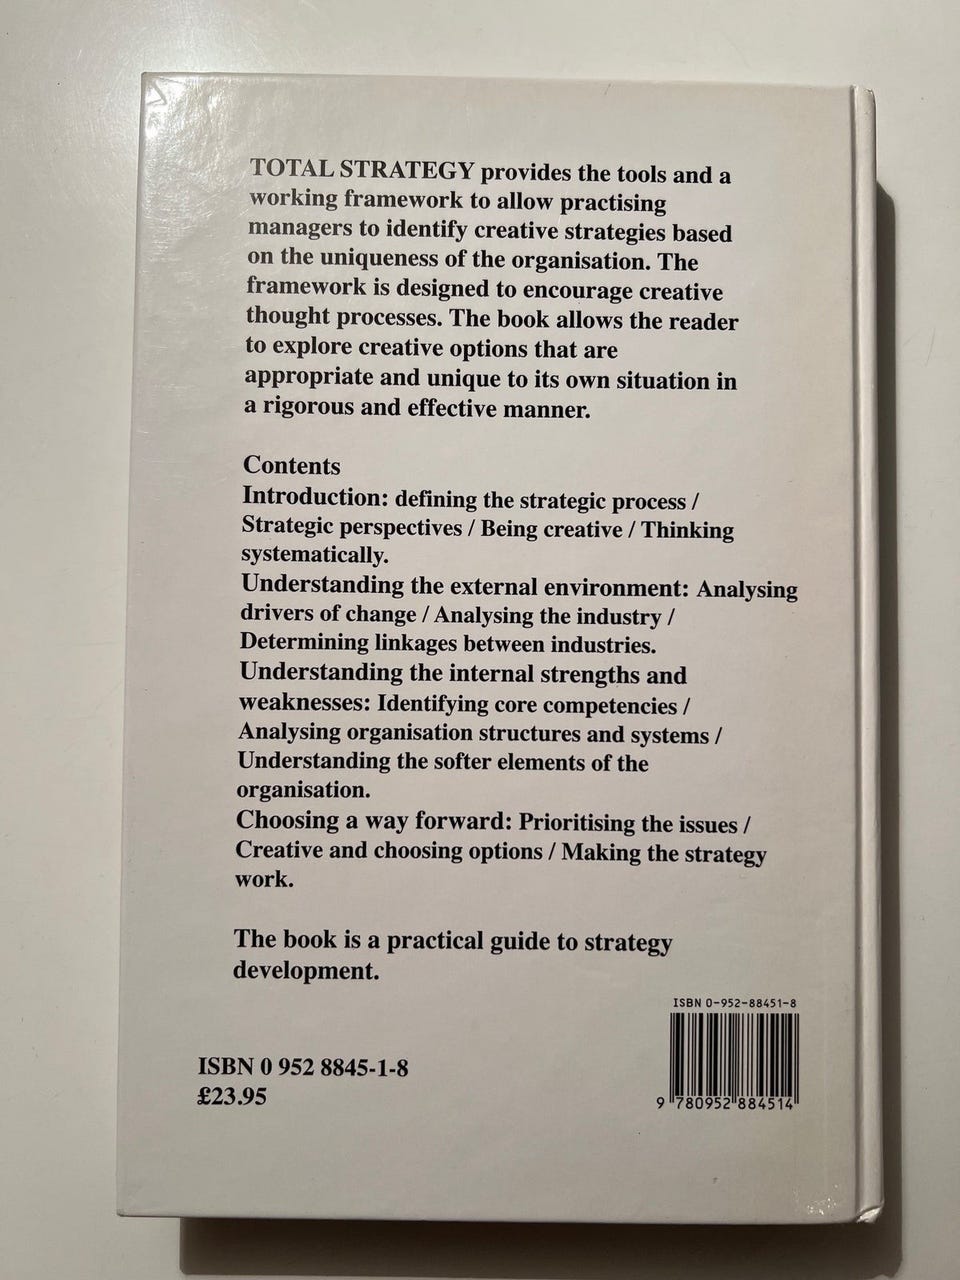 TOTAL STRATEGY provides the tools and a
working framework to allow practising
managers to identify creative strategies based
on the uniqueness of the organisation. The
framework is designed to encourage creative
thought processes. The book allows the reader
to explore creative options that are
appropriate and unique to its own situation in
a rigorous and effective manner.
Contents
Introduction: defining the strategic process /
Strategic perspectives / Being creative / Thinking
systematically.
Understanding the external environment: Analysing
drivers of change / Analysing the industry /
Determining linkages between industries.
Understanding the internal strengths and
weaknesses: Identifying core competencies /
Analysing organisation structures and systems /
Understanding the softer elements of the
organisation.
Choosing a way forward: Prioritising the issues /
Creative and choosing options / Making the strategy
work.
The book is a practical guide to strategy
development.
ISBN 0-952-88451-8
ISBN 0 952 8845-1-8
£23.95
9 780952 884514